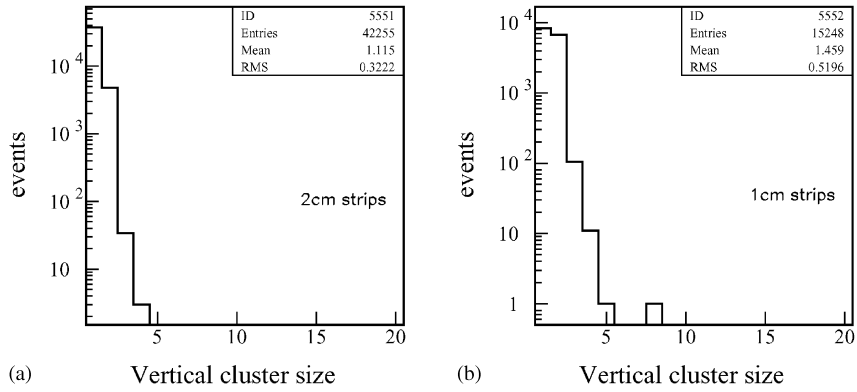 ID 5551
Entries 42255
Mean 1.115
RMS 0.3222
10 4
10 3
10 2
10
events
2cm strips
5 10 15 20
(a) Vertical cluster size
ID 5552
Entries 15248
Mean 1.459
RMS 0.5196
10 4
10 3
10 2
10
1
events
1cm strips
5 10 15 20
(b) Vertical cluster size